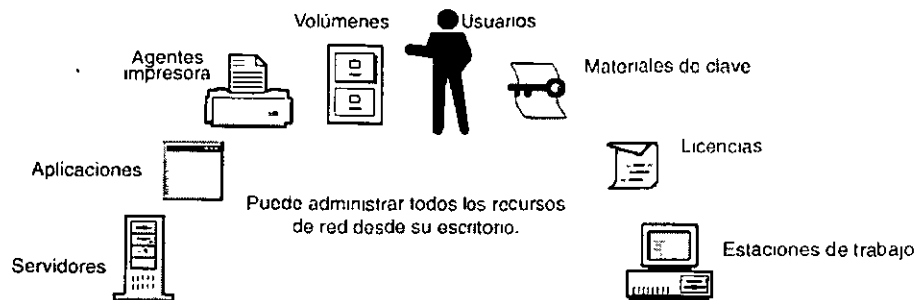 Volúmenes
Usuarios
Agentes
impresora
Materiales de clave
Aplicaciones
Licencias
Puede administrar todos los recursos
de red desde su escritorio.
Servidores
Estaciones de trabajo